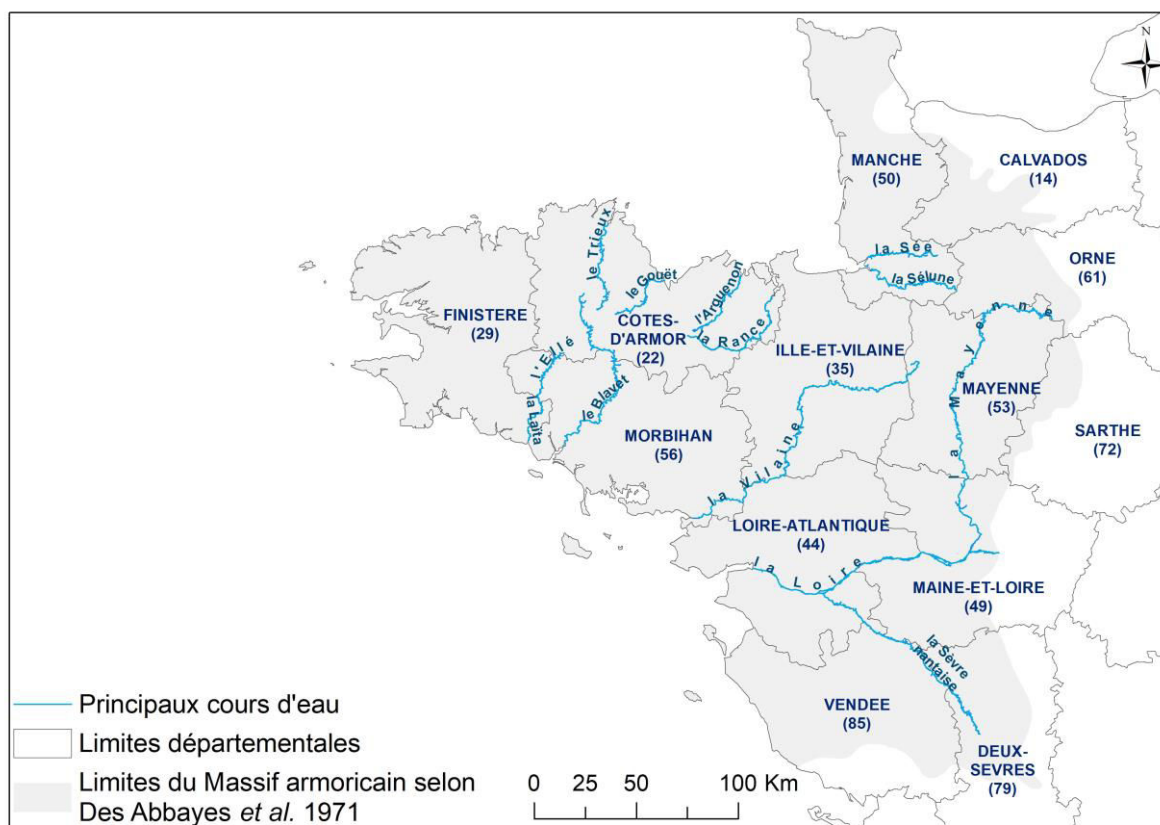 N
MANCHE
(50)
CALVADOS
(14)
la Sée
ORNE
(61)
la Sélune
le Trieux
le Gouët
l'Arguenon
la Rance
FINISTERE
(29)
COTES-
D'ARMOR
(22)
ILLE-ET-VILAINE
(35)
la Mayenne
MAYENNE
(53)
l'Ellé
la Laïta
le Blavet
SARTHE
(72)
MORBIHAN
(56)
la Vilaine
LOIRE-ATLANTIQUE
(44)
la Loire
MAINE-ET-LOIRE
(49)
la Sèvre
nantaise
VENDEE
(85)
DEUX-
SEVRES
(79)
Principaux cours d'eau
Limites départementales
Limites du Massif armoricain selon
Des Abbayes et al. 1971
0 25 50 100 Km